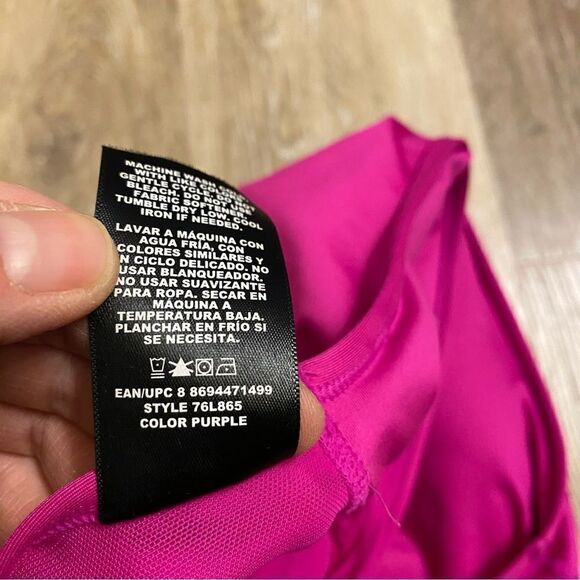 MACHINE WASH COLD
WITH LIKE COLORS
GENTLE CYCLE. NO
BLEACH. DO NOT USE
FABRIC SOFTENER.
TUMBLE DRY LOW. COOL
IRON IF NEEDED.
LAVAR A MÁQUINA CON
AGUA FRÍA, CON
COLORES SIMILARES Y
UN CICLO DELICADO. NO
USAR BLANQUEADOR.
NO USAR SUAVIZANTE
PARA ROPA. SECAR EN
MÁQUINA A
TEMPERATURA BAJA.
PLANCHAR EN FRÍO SI
SE NECESITA.
EAN/UPC 8 8694471499
STYLE 76L865
COLOR PURPLE